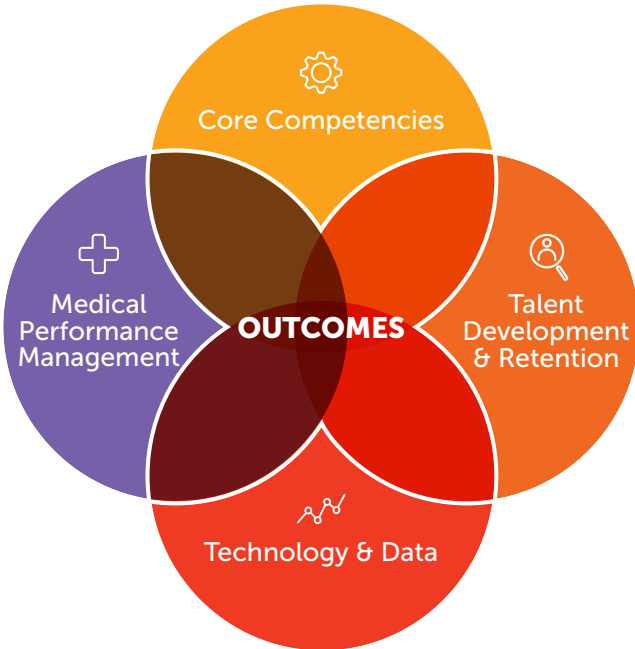 Core Competencies
Medical
Performance
Management
OUTCOMES
Talent
Development
& Retention
Technology & Data